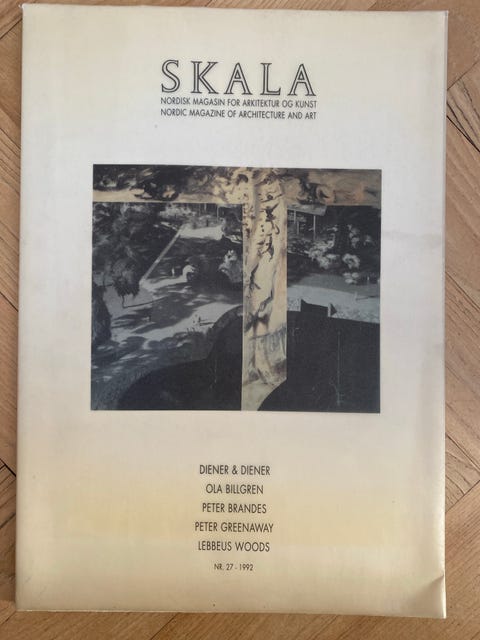 SKALA
NORDISK MAGASIN FOR ARKITEKTUR OG KUNST
NORDIC MAGAZINE OF ARCHITECTURE AND ART
DIENER & DIENER
OLA BILLGREN
PETER BRANDES
PETER GREENAWAY
LEBBEUS WOODS
NR. 27 - 1992